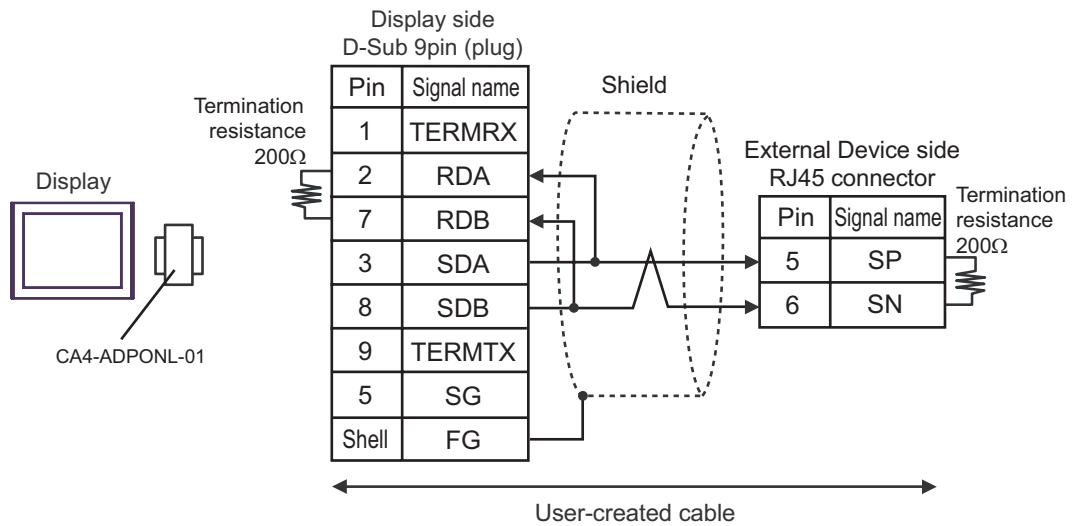 Display side
D-Sub 9pin (plug)
Pin Signal name
1 TERMRX
2 RDA
7 RDB
3 SDA
8 SDB
9 TERMTX
5 SG
Shell FG
Termination
resistance
200Ω
Display
CA4-ADPONL-01
Shield
External Device side
RJ45 connector
Pin Signal name
5 SP
6 SN
Termination
resistance
200Ω
User-created cable